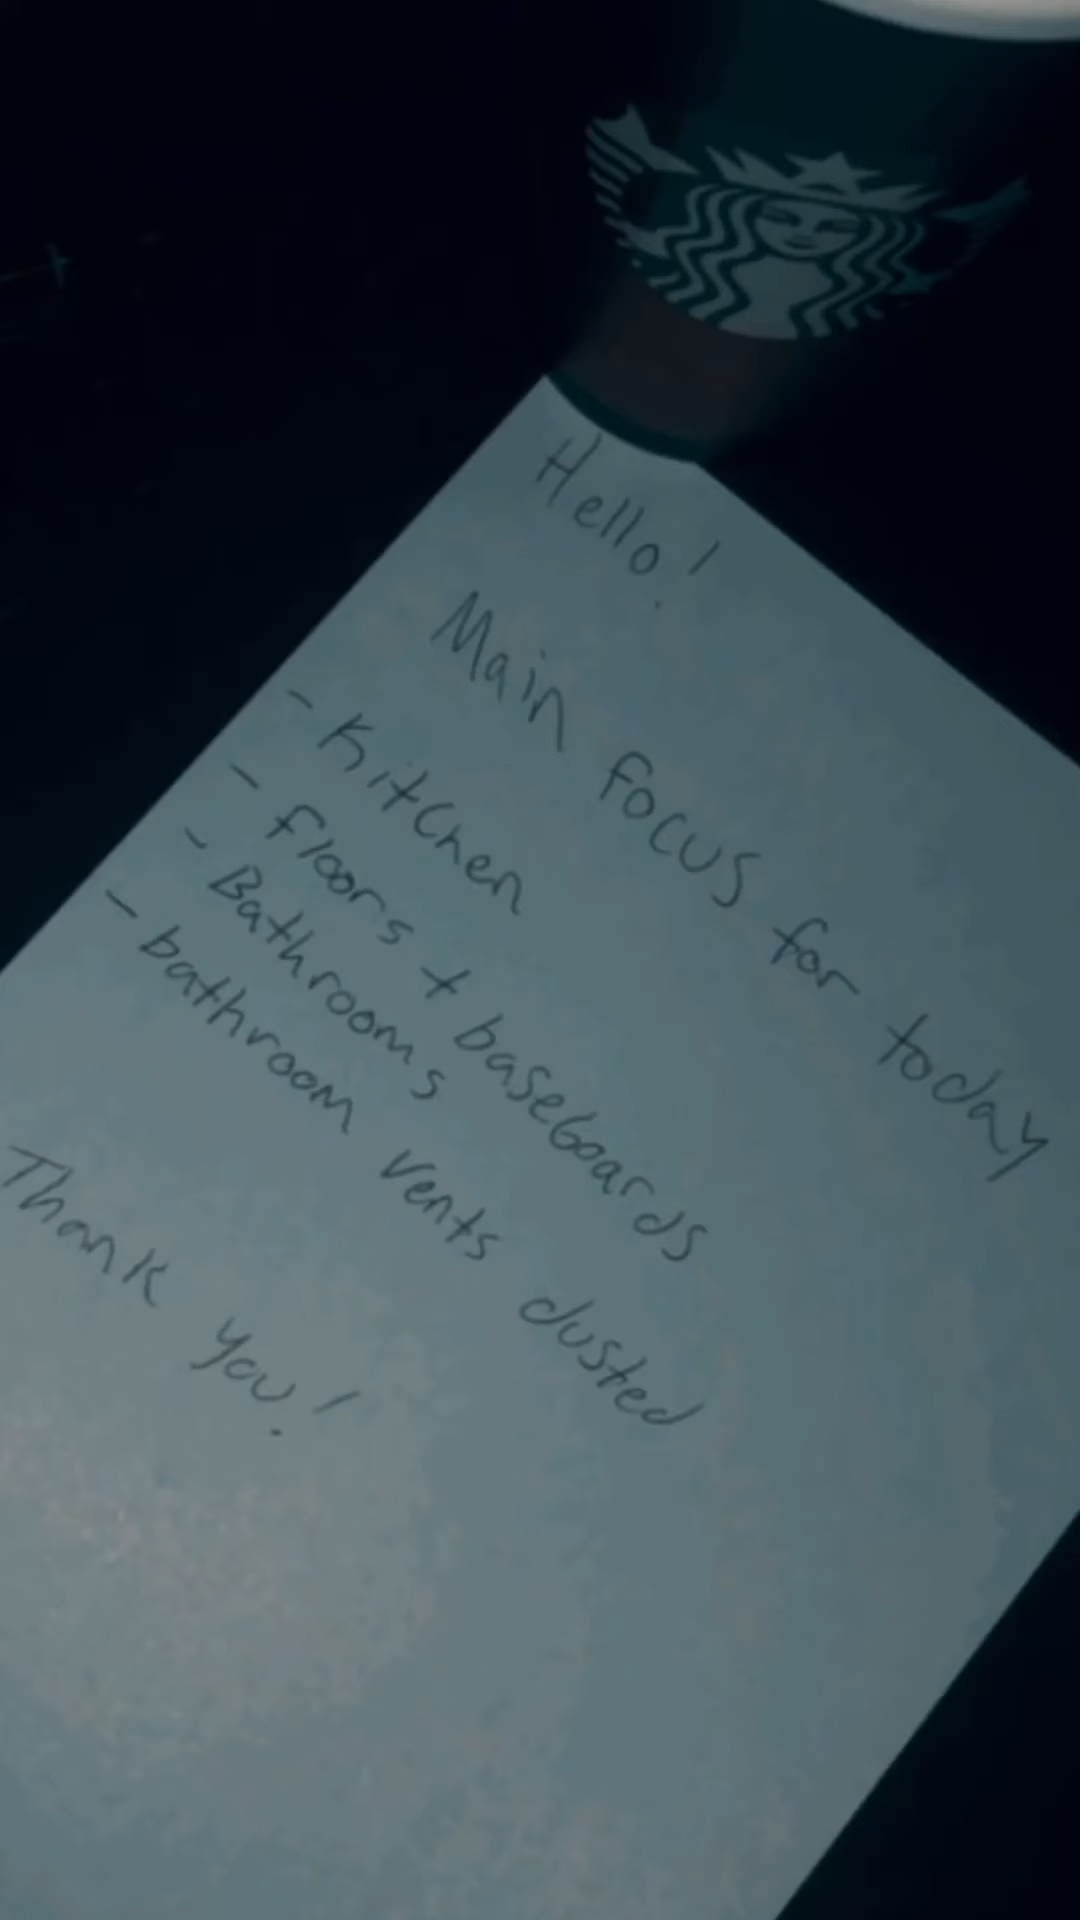 Hello!
Main focus for today
- Kitchen
- floors + baseboards
- Bathrooms
- bathroom vents dusted
Thank you!